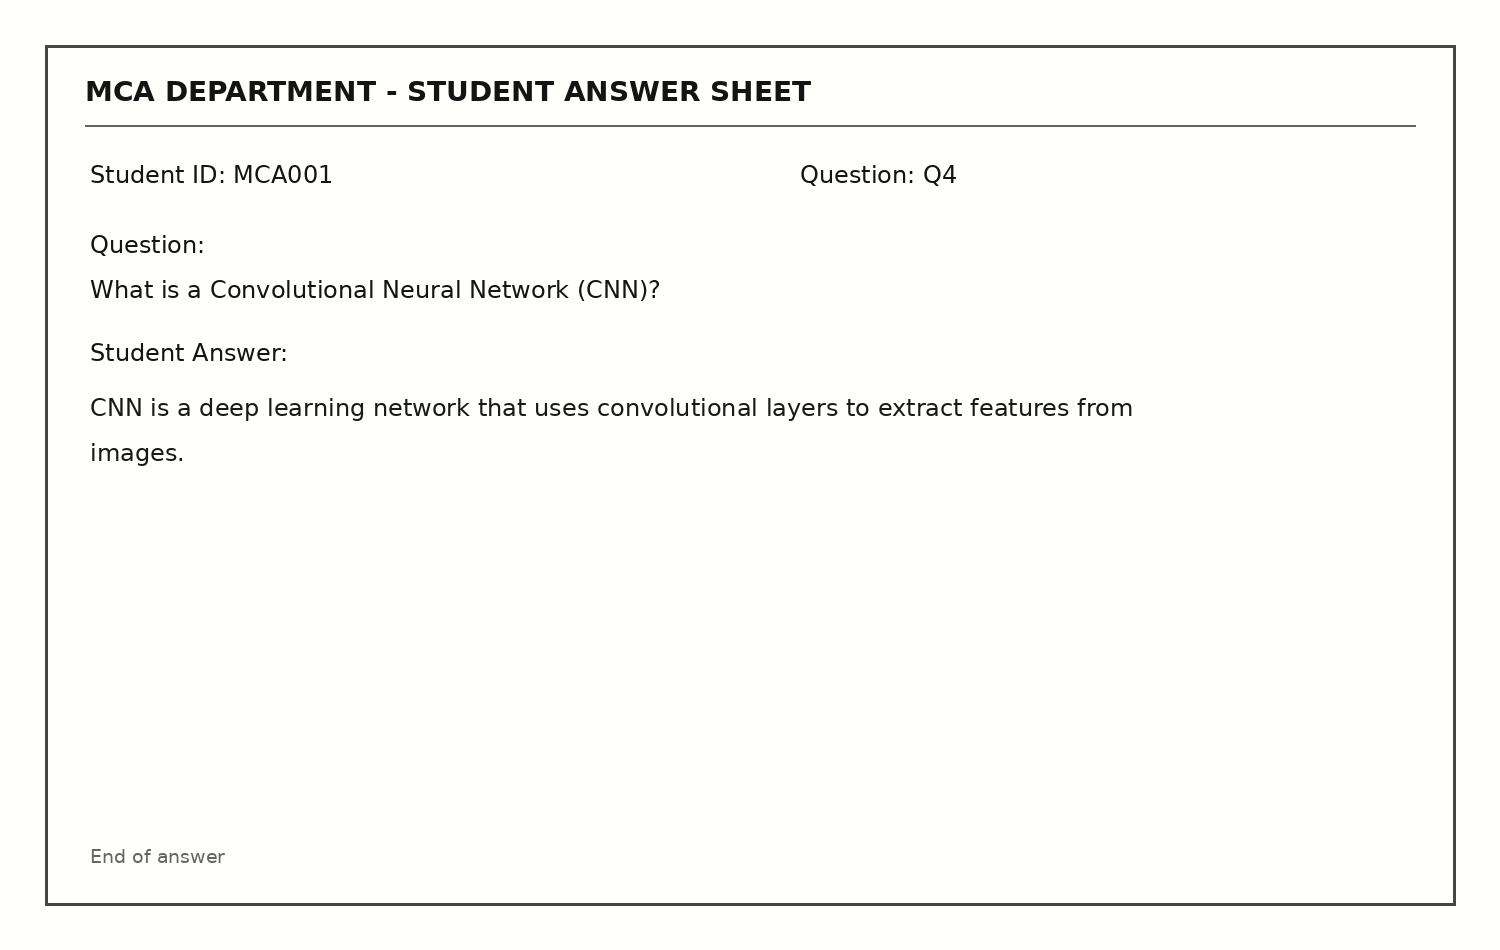 MCA DEPARTMENT - STUDENT ANSWER SHEET
Student ID: MCA001 Question: Q4
Question:
What is a Convolutional Neural Network (CNN)?
Student Answer:
CNN is a deep learning network that uses convolutional layers to extract features from
images.
End of answer